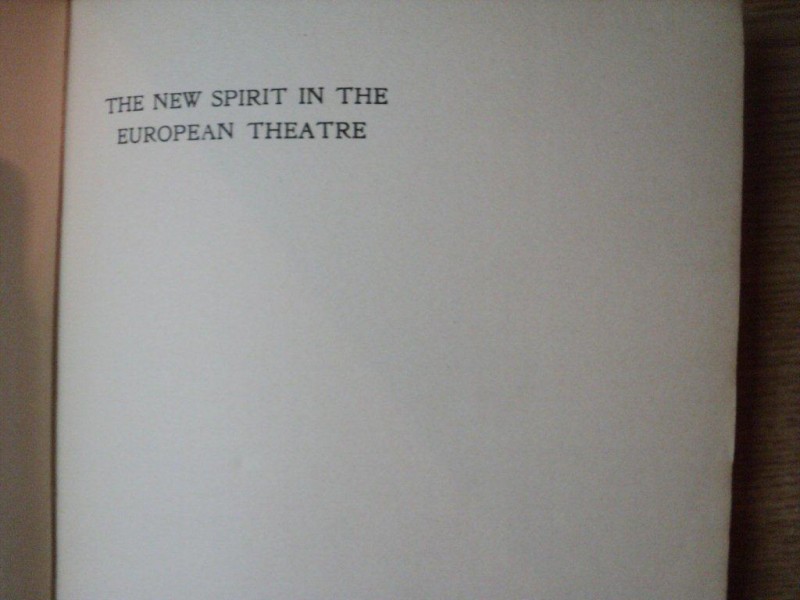 THE NEW SPIRIT IN THE
EUROPEAN THEATRE